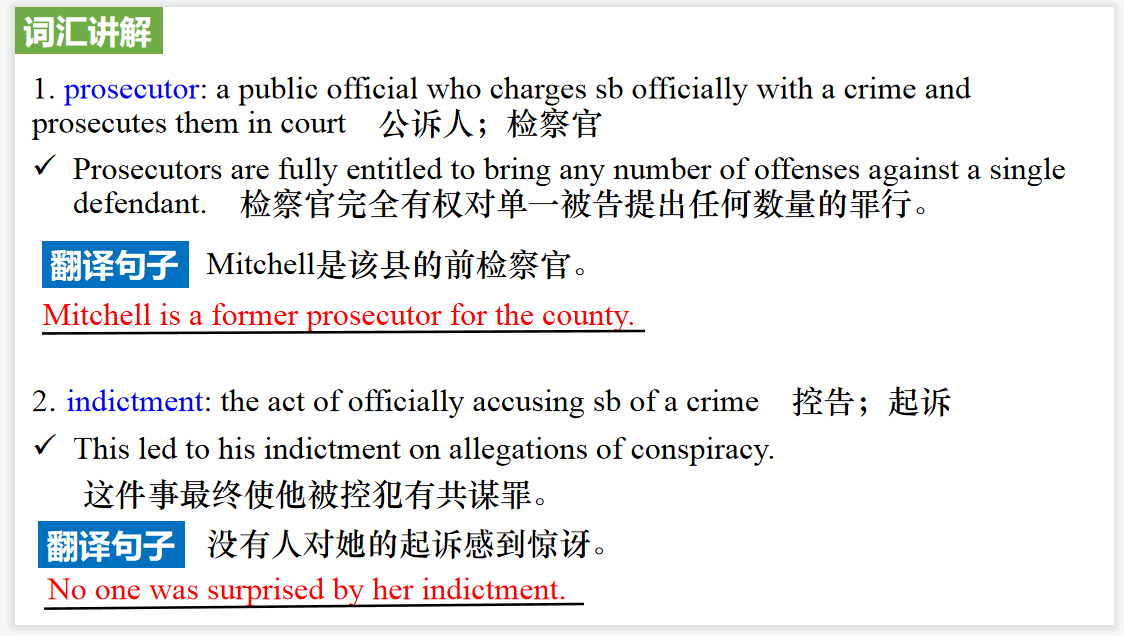 词汇讲解
1. prosecutor: a public official who charges sb officially with a crime and
prosecutes them in court 公诉人；检察官
✓ Prosecutors are fully entitled to bring any number of offenses against a single
defendant. 检察官完全有权对单一被告提出任何数量的罪行。
翻译句子 Mitchell是该县的前检察官。
Mitchell is a former prosecutor for the county.
2. indictment: the act of officially accusing sb of a crime 控告；起诉
✓ This led to his indictment on allegations of conspiracy.
这件事最终使他被控犯有共谋罪。
翻译句子 没有人对她的起诉感到惊讶。
No one was surprised by her indictment.